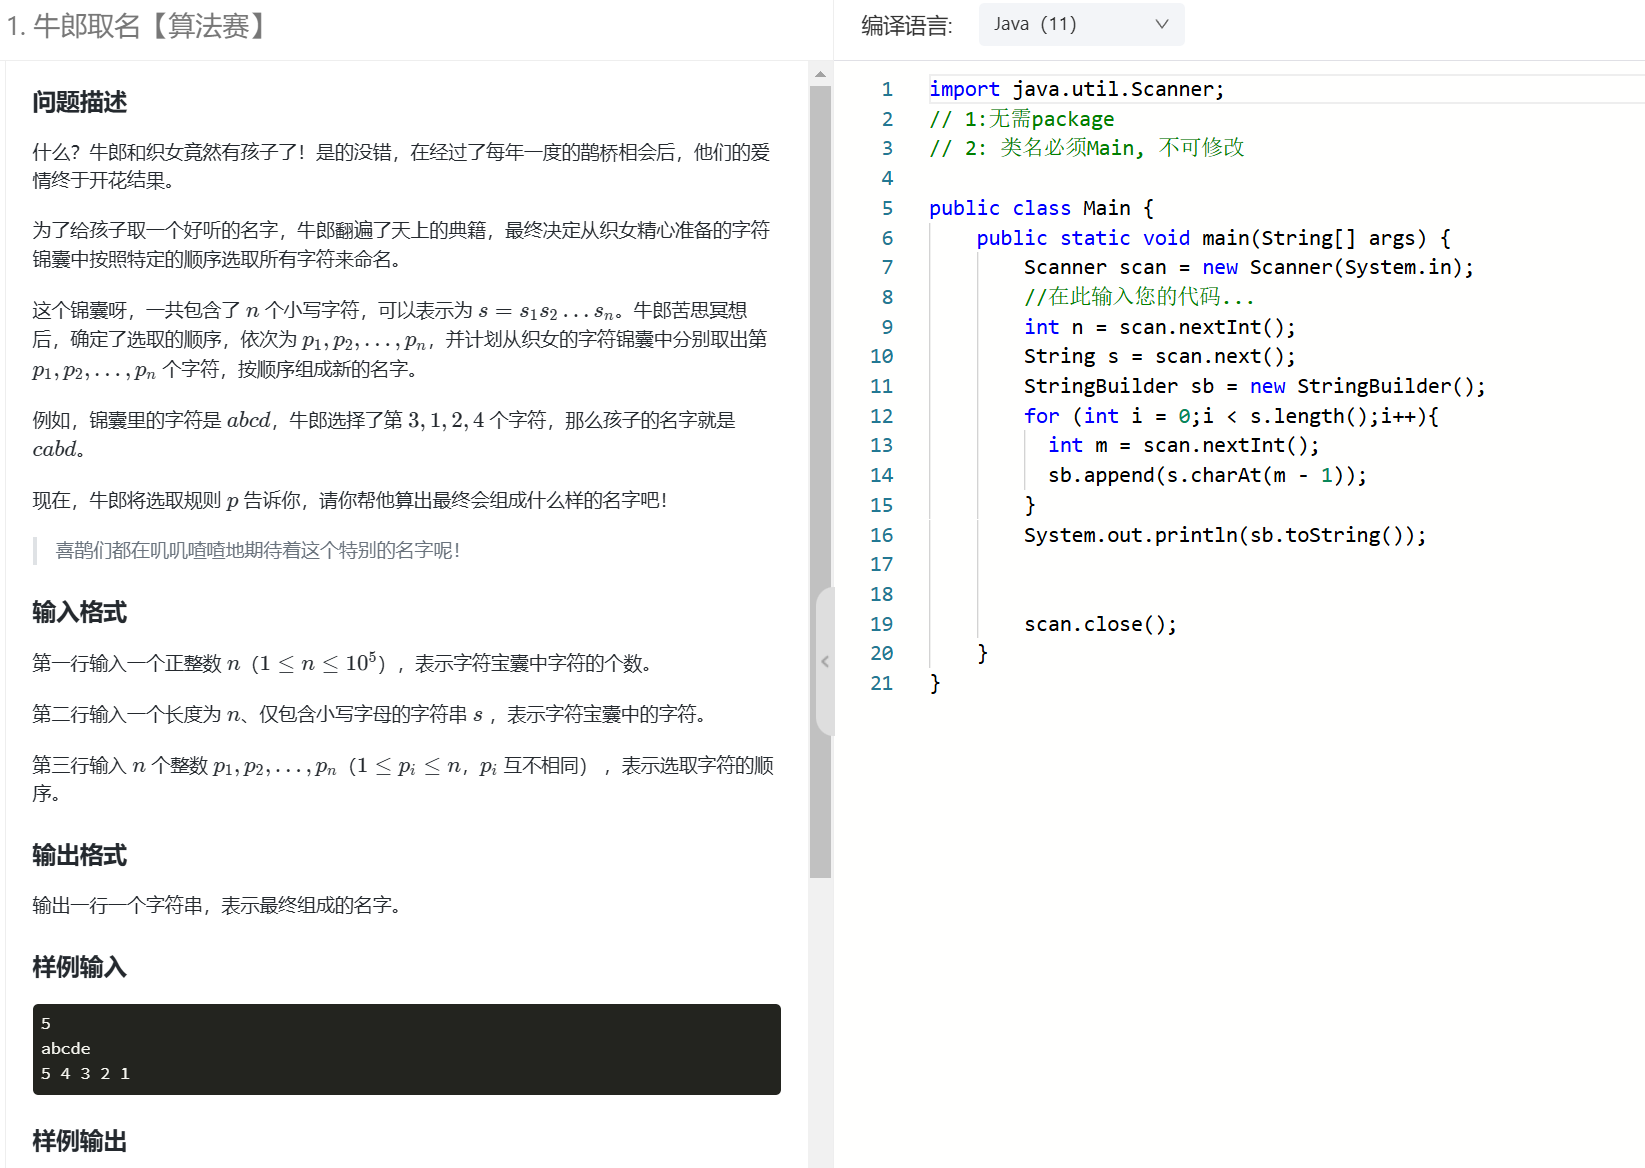 1. 牛郎取名【算法赛】
问题描述
什么？牛郎和织女竟然有孩子了！是的没错，在经过了每年一度的鹊桥相会后，他们的爱
情终于开花结果。
为了给孩子取一个好听的名字，牛郎翻遍了天上的典籍，最终决定从织女精心准备的字符
锦囊中按照特定的顺序选取所有字符来命名。
这个锦囊呀，一共包含了 n 个小写字符，可以表示为 s = s₁s₂...sₙ。牛郎苦思冥想
后，确定了选取的顺序，依次为 p₁, p₂, ..., pₙ，并计划从织女的字符锦囊中分别取出第
p₁, p₂, ..., pₙ 个字符，按顺序组成新的名字。
例如，锦囊里的字符是 abcd，牛郎选择了第 3, 1, 2, 4 个字符，那么孩子的名字就是
cabd。
现在，牛郎将选取规则 p 告诉你，请你帮他算出最终会组成什么样的名字吧！
喜鹊们都在叽叽喳喳地期待着这个特别的名字呢！
输入格式
第一行输入一个正整数 n（1 ≤ n ≤ 10⁵），表示字符宝囊中字符的个数。
第二行输入一个长度为 n、仅包含小写字母的字符串 s ，表示字符宝囊中的字符。
第三行输入 n 个整数 p₁, p₂, ..., pₙ（1 ≤ pᵢ ≤ n，pᵢ 互不相同），表示选取字符的顺
序。
输出格式
输出一行一个字符串，表示最终组成的名字。
样例输入
5
abcde
5 4 3 2 1
样例输出
编译语言: Java（11）
1 import java.util.Scanner;
2 // 1:无需package
3 // 2: 类名必须Main, 不可修改
4
5 public class Main {
6 public static void main(String[] args) {
7 Scanner scan = new Scanner(System.in);
8 //在此输入您的代码...
9 int n = scan.nextInt();
10 String s = scan.next();
11 StringBuilder sb = new StringBuilder();
12 for (int i = 0;i < s.length();i++){
13 int m = scan.nextInt();
14 sb.append(s.charAt(m - 1));
15 }
16 System.out.println(sb.toString());
17
18
19 scan.close();
20 }
21 }